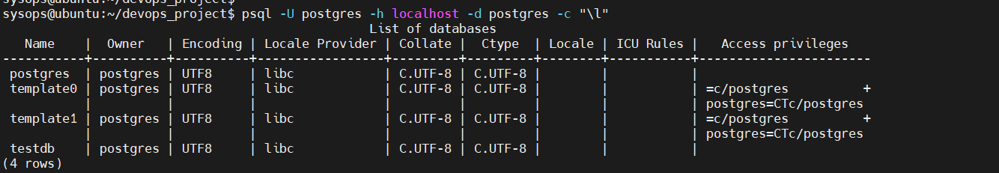 sysops@ubuntu:~/devops_project$
sysops@ubuntu:~/devops_project$ psql -U postgres -h localhost -d postgres -c "\l"
                                                 List of databases
   Name    |  Owner   | Encoding | Locale Provider | Collate |  Ctype  | Locale | ICU Rules |   Access privileges
-----------+----------+----------+-----------------+---------+---------+--------+-----------+-----------------------
 postgres  | postgres | UTF8     | libc            | C.UTF-8 | C.UTF-8 |        |           |
 template0 | postgres | UTF8     | libc            | C.UTF-8 | C.UTF-8 |        |           | =c/postgres          +
           |          |          |                 |         |         |        |           | postgres=CTc/postgres
 template1 | postgres | UTF8     | libc            | C.UTF-8 | C.UTF-8 |        |           | =c/postgres          +
           |          |          |                 |         |         |        |           | postgres=CTc/postgres
 testdb    | postgres | UTF8     | libc            | C.UTF-8 | C.UTF-8 |        |           |
(4 rows)